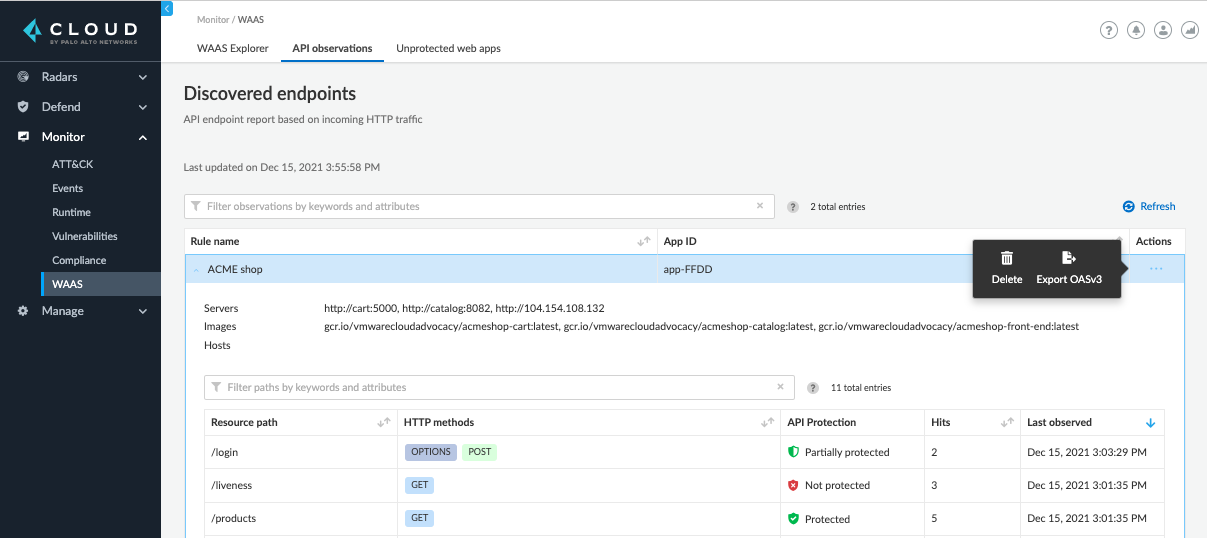 CLOUD
BY PALO ALTO NETWORKS
Radars
Defend
Monitor
ATT&CK
Events
Runtime
Vulnerabilities
Compliance
WAAS
Manage
Monitor / WAAS
WAAS Explorer API observations Unprotected web apps
?
Discovered endpoints
API endpoint report based on incoming HTTP traffic
Last updated on Dec 15, 2021 3:55:58 PM
Filter observations by keywords and attributes × ? 2 total entries Refresh
Rule name App ID Actions
ACME shop app-FFDD ...
Delete Export OASv3
Servers http://cart:5000, http://catalog:8082, http://104.154.108.132
Images gcr.io/vmwarecloudadvocacy/acmeshop-cart:latest, gcr.io/vmwarecloudadvocacy/acmeshop-catalog:latest, gcr.io/vmwarecloudadvocacy/acmeshop-front-end:latest
Hosts
Filter paths by keywords and attributes × ? 11 total entries
Resource path HTTP methods API Protection Hits Last observed
/login OPTIONS POST Partially protected 2 Dec 15, 2021 3:03:29 PM
/liveness GET Not protected 3 Dec 15, 2021 3:01:35 PM
/products GET Protected 5 Dec 15, 2021 3:01:35 PM